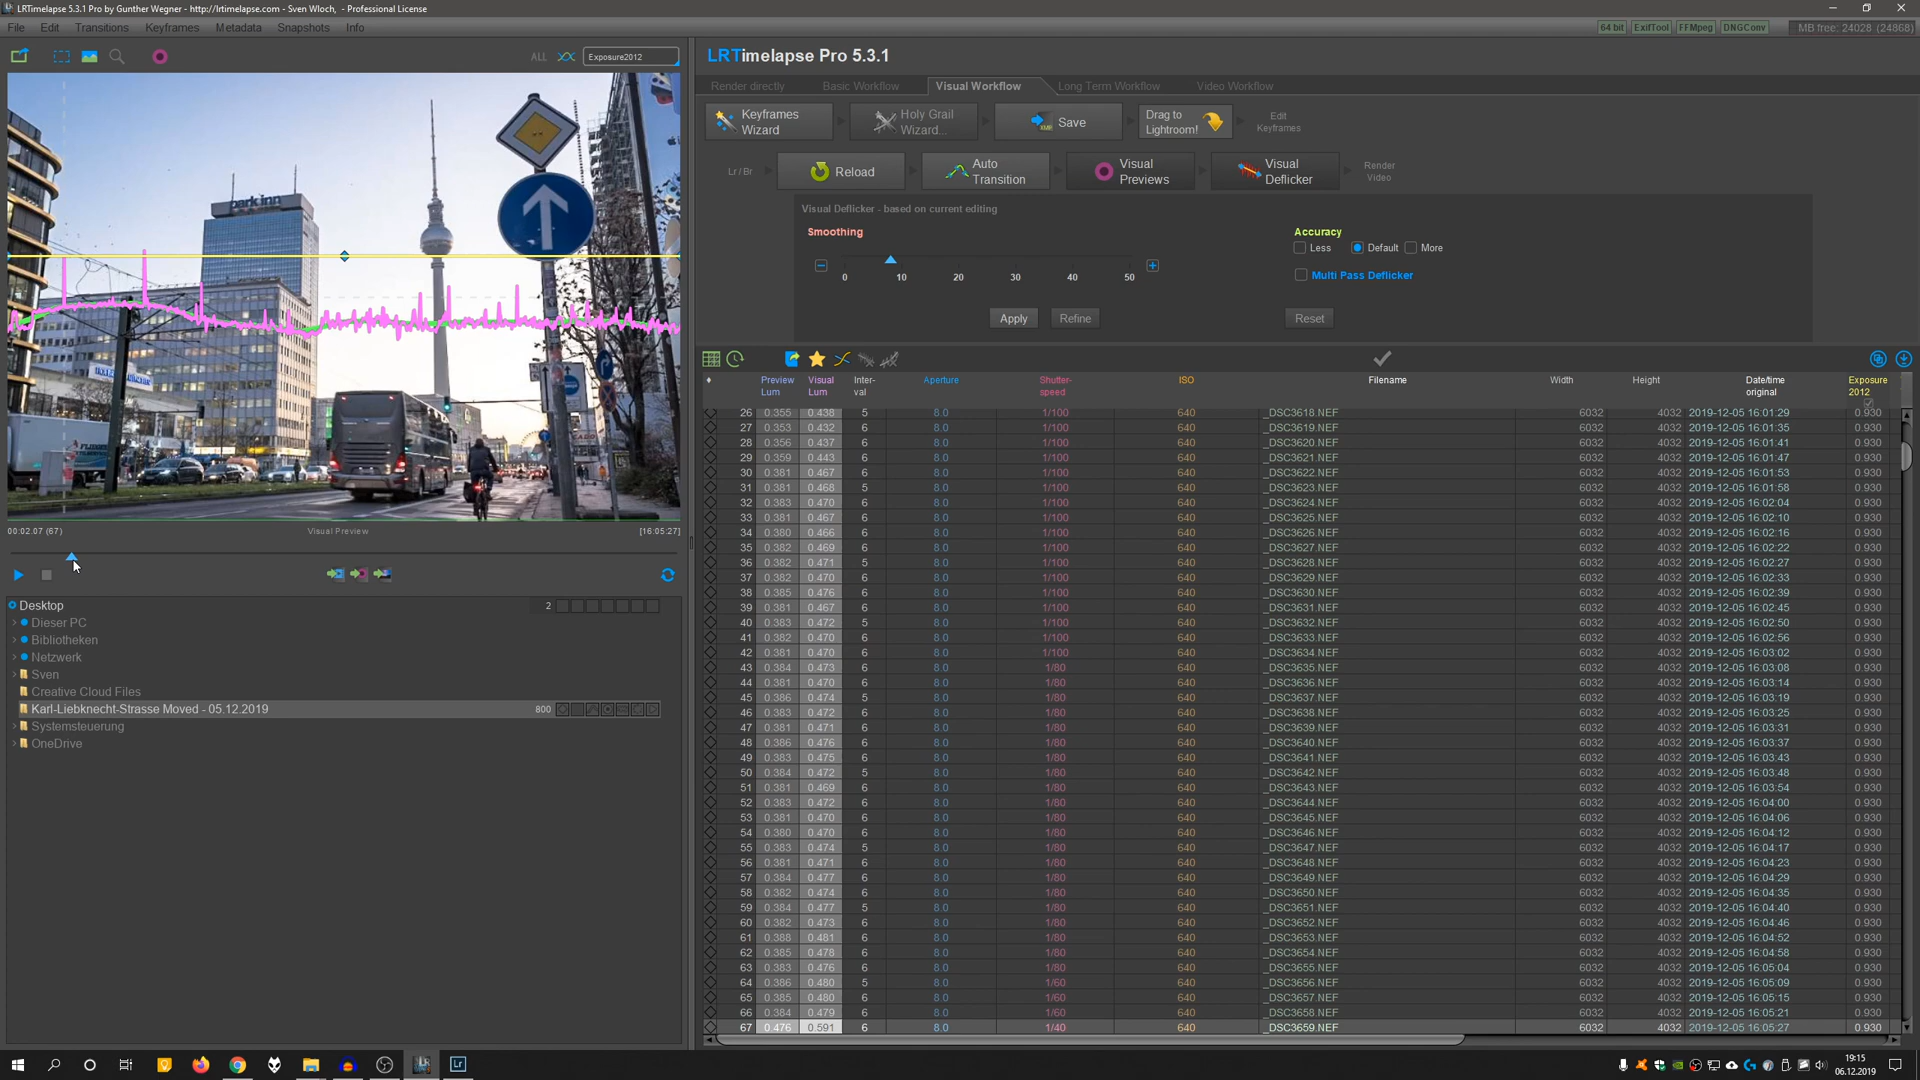 LRTimelapse 5.3.1 Pro by Gunther Wegner - http://lrtimelapse.com - Sven Wloch, - Professional License
File Edit Transitions Keyframes Metadata Snapshots Info
64 bit ExifTool FFMpeg DNGConv MB free: 24028 (24868)
ALL Exposure2012
LRTimelapse Pro 5.3.1
Render directly Basic Workflow Visual Workflow Long Term Workflow Video Workflow
Keyframes Wizard Holy Grail Wizard... Save Drag to Lightroom! Edit Keyframes
Lr / Br Reload Auto Transition Visual Previews Visual Deflicker Render Video
Visual Deflicker - based on current editing
Smoothing
Accuracy
Less Default More
0 10 20 30 40 50
Multi Pass Deflicker
Apply Refine Reset
park inn
00:02.07 (67) Visual Preview [16:05:27]
Desktop 2
Dieser PC
Bibliotheken
Netzwerk
Sven
Creative Cloud Files
Karl-Liebknecht-Strasse Moved - 05.12.2019 800
Systemsteuerung
OneDrive
Preview Lum Visual Lum Inter-val Aperture Shutter-speed ISO Filename Width Height Date/time original Exposure 2012
26 0.355 0.438 5 8.0 1/100 640 _DSC3618.NEF 6032 4032 2019-12-05 16:01:29 0.930
27 0.353 0.432 6 8.0 1/100 640 _DSC3619.NEF 6032 4032 2019-12-05 16:01:35 0.930
28 0.356 0.437 6 8.0 1/100 640 _DSC3620.NEF 6032 4032 2019-12-05 16:01:41 0.930
29 0.359 0.443 6 8.0 1/100 640 _DSC3621.NEF 6032 4032 2019-12-05 16:01:47 0.930
30 0.381 0.467 6 8.0 1/100 640 _DSC3622.NEF 6032 4032 2019-12-05 16:01:53 0.930
31 0.381 0.468 5 8.0 1/100 640 _DSC3623.NEF 6032 4032 2019-12-05 16:01:58 0.930
32 0.383 0.470 6 8.0 1/100 640 _DSC3624.NEF 6032 4032 2019-12-05 16:02:04 0.930
33 0.381 0.467 6 8.0 1/100 640 _DSC3625.NEF 6032 4032 2019-12-05 16:02:10 0.930
34 0.380 0.466 6 8.0 1/100 640 _DSC3626.NEF 6032 4032 2019-12-05 16:02:16 0.930
35 0.382 0.469 6 8.0 1/100 640 _DSC3627.NEF 6032 4032 2019-12-05 16:02:22 0.930
36 0.382 0.471 5 8.0 1/100 640 _DSC3628.NEF 6032 4032 2019-12-05 16:02:27 0.930
37 0.382 0.470 6 8.0 1/100 640 _DSC3629.NEF 6032 4032 2019-12-05 16:02:33 0.930
38 0.385 0.476 6 8.0 1/100 640 _DSC3630.NEF 6032 4032 2019-12-05 16:02:39 0.930
39 0.381 0.467 6 8.0 1/100 640 _DSC3631.NEF 6032 4032 2019-12-05 16:02:45 0.930
40 0.383 0.472 5 8.0 1/100 640 _DSC3632.NEF 6032 4032 2019-12-05 16:02:50 0.930
41 0.382 0.470 6 8.0 1/100 640 _DSC3633.NEF 6032 4032 2019-12-05 16:02:56 0.930
42 0.381 0.470 6 8.0 1/100 640 _DSC3634.NEF 6032 4032 2019-12-05 16:03:02 0.930
43 0.384 0.473 6 8.0 1/80 640 _DSC3635.NEF 6032 4032 2019-12-05 16:03:08 0.930
44 0.381 0.470 6 8.0 1/80 640 _DSC3636.NEF 6032 4032 2019-12-05 16:03:14 0.930
45 0.386 0.474 5 8.0 1/80 640 _DSC3637.NEF 6032 4032 2019-12-05 16:03:19 0.930
46 0.383 0.472 6 8.0 1/80 640 _DSC3638.NEF 6032 4032 2019-12-05 16:03:25 0.930
47 0.381 0.471 6 8.0 1/80 640 _DSC3639.NEF 6032 4032 2019-12-05 16:03:31 0.930
48 0.386 0.476 6 8.0 1/80 640 _DSC3640.NEF 6032 4032 2019-12-05 16:03:37 0.930
49 0.383 0.475 6 8.0 1/80 640 _DSC3641.NEF 6032 4032 2019-12-05 16:03:43 0.930
50 0.384 0.472 5 8.0 1/80 640 _DSC3642.NEF 6032 4032 2019-12-05 16:03:48 0.930
51 0.381 0.469 6 8.0 1/80 640 _DSC3643.NEF 6032 4032 2019-12-05 16:03:54 0.930
52 0.383 0.472 6 8.0 1/80 640 _DSC3644.NEF 6032 4032 2019-12-05 16:04:00 0.930
53 0.381 0.470 6 8.0 1/80 640 _DSC3645.NEF 6032 4032 2019-12-05 16:04:06 0.930
54 0.380 0.470 6 8.0 1/80 640 _DSC3646.NEF 6032 4032 2019-12-05 16:04:12 0.930
55 0.383 0.474 5 8.0 1/80 640 _DSC3647.NEF 6032 4032 2019-12-05 16:04:17 0.930
56 0.381 0.471 6 8.0 1/80 640 _DSC3648.NEF 6032 4032 2019-12-05 16:04:23 0.930
57 0.384 0.477 6 8.0 1/80 640 _DSC3649.NEF 6032 4032 2019-12-05 16:04:29 0.930
58 0.382 0.474 6 8.0 1/80 640 _DSC3650.NEF 6032 4032 2019-12-05 16:04:35 0.930
59 0.384 0.477 5 8.0 1/80 640 _DSC3651.NEF 6032 4032 2019-12-05 16:04:40 0.930
60 0.382 0.473 6 8.0 1/80 640 _DSC3652.NEF 6032 4032 2019-12-05 16:04:46 0.930
61 0.388 0.481 6 8.0 1/80 640 _DSC3653.NEF 6032 4032 2019-12-05 16:04:52 0.930
62 0.385 0.478 6 8.0 1/80 640 _DSC3654.NEF 6032 4032 2019-12-05 16:04:58 0.930
63 0.383 0.476 6 8.0 1/80 640 _DSC3655.NEF 6032 4032 2019-12-05 16:05:04 0.930
64 0.386 0.480 5 8.0 1/60 640 _DSC3656.NEF 6032 4032 2019-12-05 16:05:09 0.930
65 0.385 0.480 6 8.0 1/60 640 _DSC3657.NEF 6032 4032 2019-12-05 16:05:15 0.930
66 0.384 0.479 6 8.0 1/60 640 _DSC3658.NEF 6032 4032 2019-12-05 16:05:21 0.930
67 0.476 0.591 6 8.0 1/40 640 _DSC3659.NEF 6032 4032 2019-12-05 16:05:27 0.930
Lr
19:15
06.12.2019